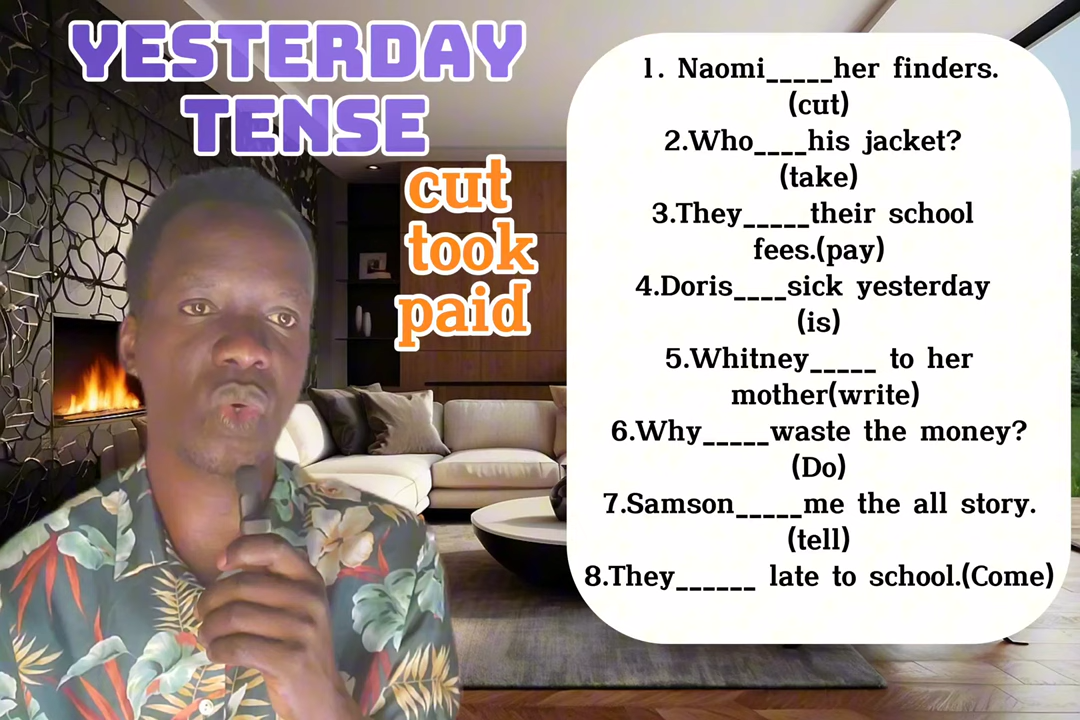 YESTERDAY
TENSE
cut
took
paid
1. Naomi_____her finders.
(cut)
2.Who____his jacket?
(take)
3.They_____their school
fees.(pay)
4.Doris____sick yesterday
(is)
5.Whitney_____ to her
mother(write)
6.Why_____waste the money?
(Do)
7.Samson_____me the all story.
(tell)
8.They______ late to school.(Come)